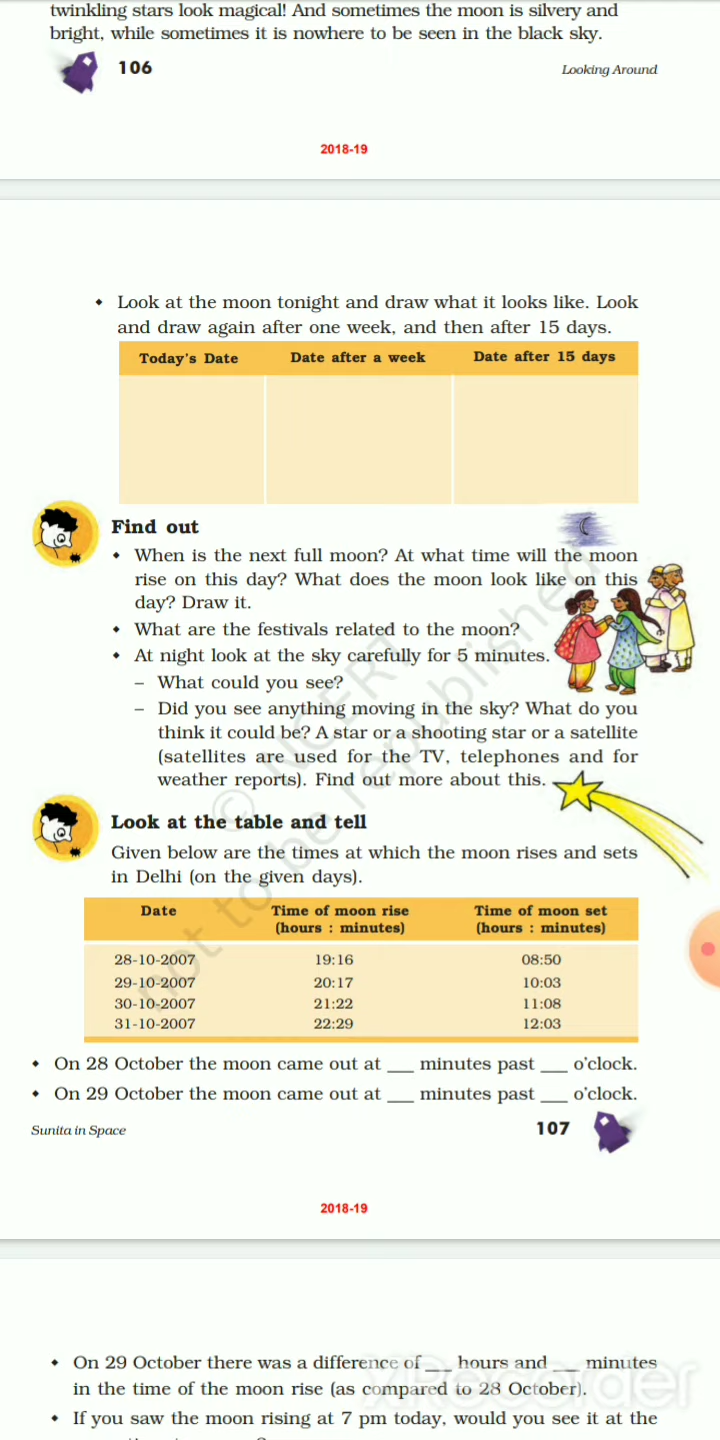 twinkling stars look magical! And sometimes the moon is silvery and
bright, while sometimes it is nowhere to be seen in the black sky.
106
Looking Around
2018-19
• Look at the moon tonight and draw what it looks like. Look
and draw again after one week, and then after 15 days.
Today's Date Date after a week Date after 15 days
Find out
• When is the next full moon? At what time will the moon
rise on this day? What does the moon look like on this
day? Draw it.
• What are the festivals related to the moon?
• At night look at the sky carefully for 5 minutes.
– What could you see?
– Did you see anything moving in the sky? What do you
think it could be? A star or a shooting star or a satellite
(satellites are used for the TV, telephones and for
weather reports). Find out more about this.
© NCERT
not to be republished
Look at the table and tell
Given below are the times at which the moon rises and sets
in Delhi (on the given days).
Date Time of moon rise Time of moon set
(hours : minutes) (hours : minutes)
28-10-2007 19:16 08:50
29-10-2007 20:17 10:03
30-10-2007 21:22 11:08
31-10-2007 22:29 12:03
• On 28 October the moon came out at ___ minutes past ___ o'clock.
• On 29 October the moon came out at ___ minutes past ___ o'clock.
Sunita in Space
107
2018-19
• On 29 October there was a difference of ___ hours and ___ minutes
in the time of the moon rise (as compared to 28 October).
XRecorder
• If you saw the moon rising at 7 pm today, would you see it at the